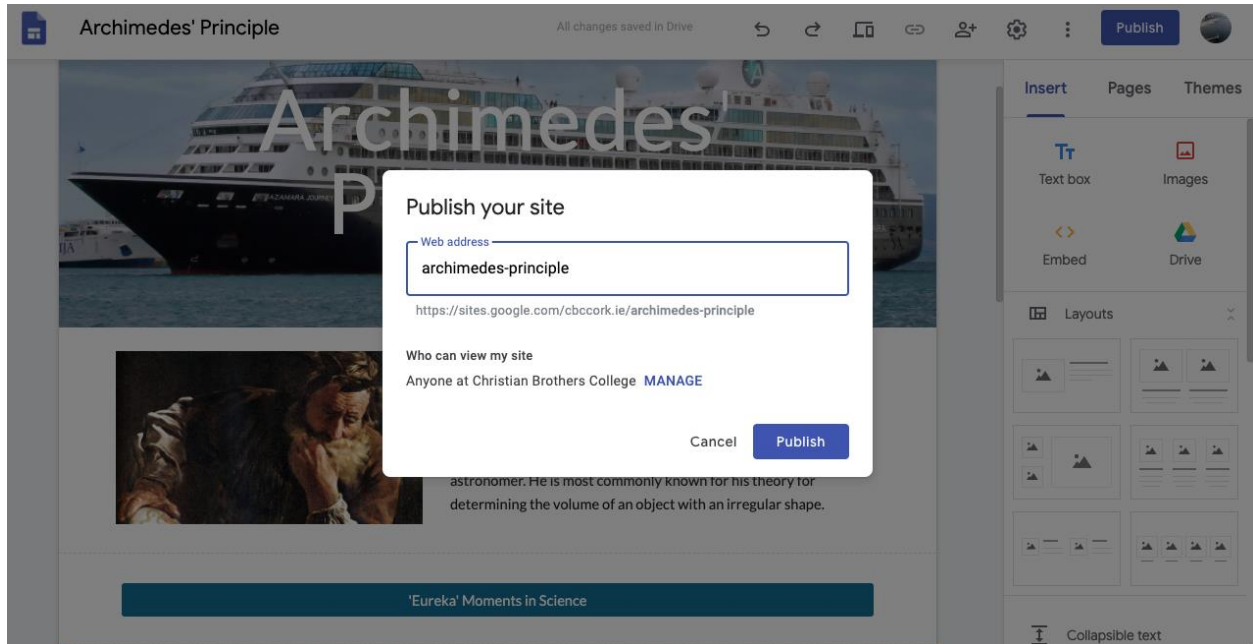 Archimedes' Principle
All changes saved in Drive
Publish
Insert
Pages
Themes
Archimedes'
P
AZAMARA JOURNEY
IJA
Text box
Images
Embed
Drive
Layouts
Collapsible text
Publish your site
Web address
archimedes-principle
https://sites.google.com/cbccork.ie/archimedes-principle
Who can view my site
Anyone at Christian Brothers College MANAGE
Cancel
Publish
astronomer. He is most commonly known for his theory for
determining the volume of an object with an irregular shape.
'Eureka' Moments in Science